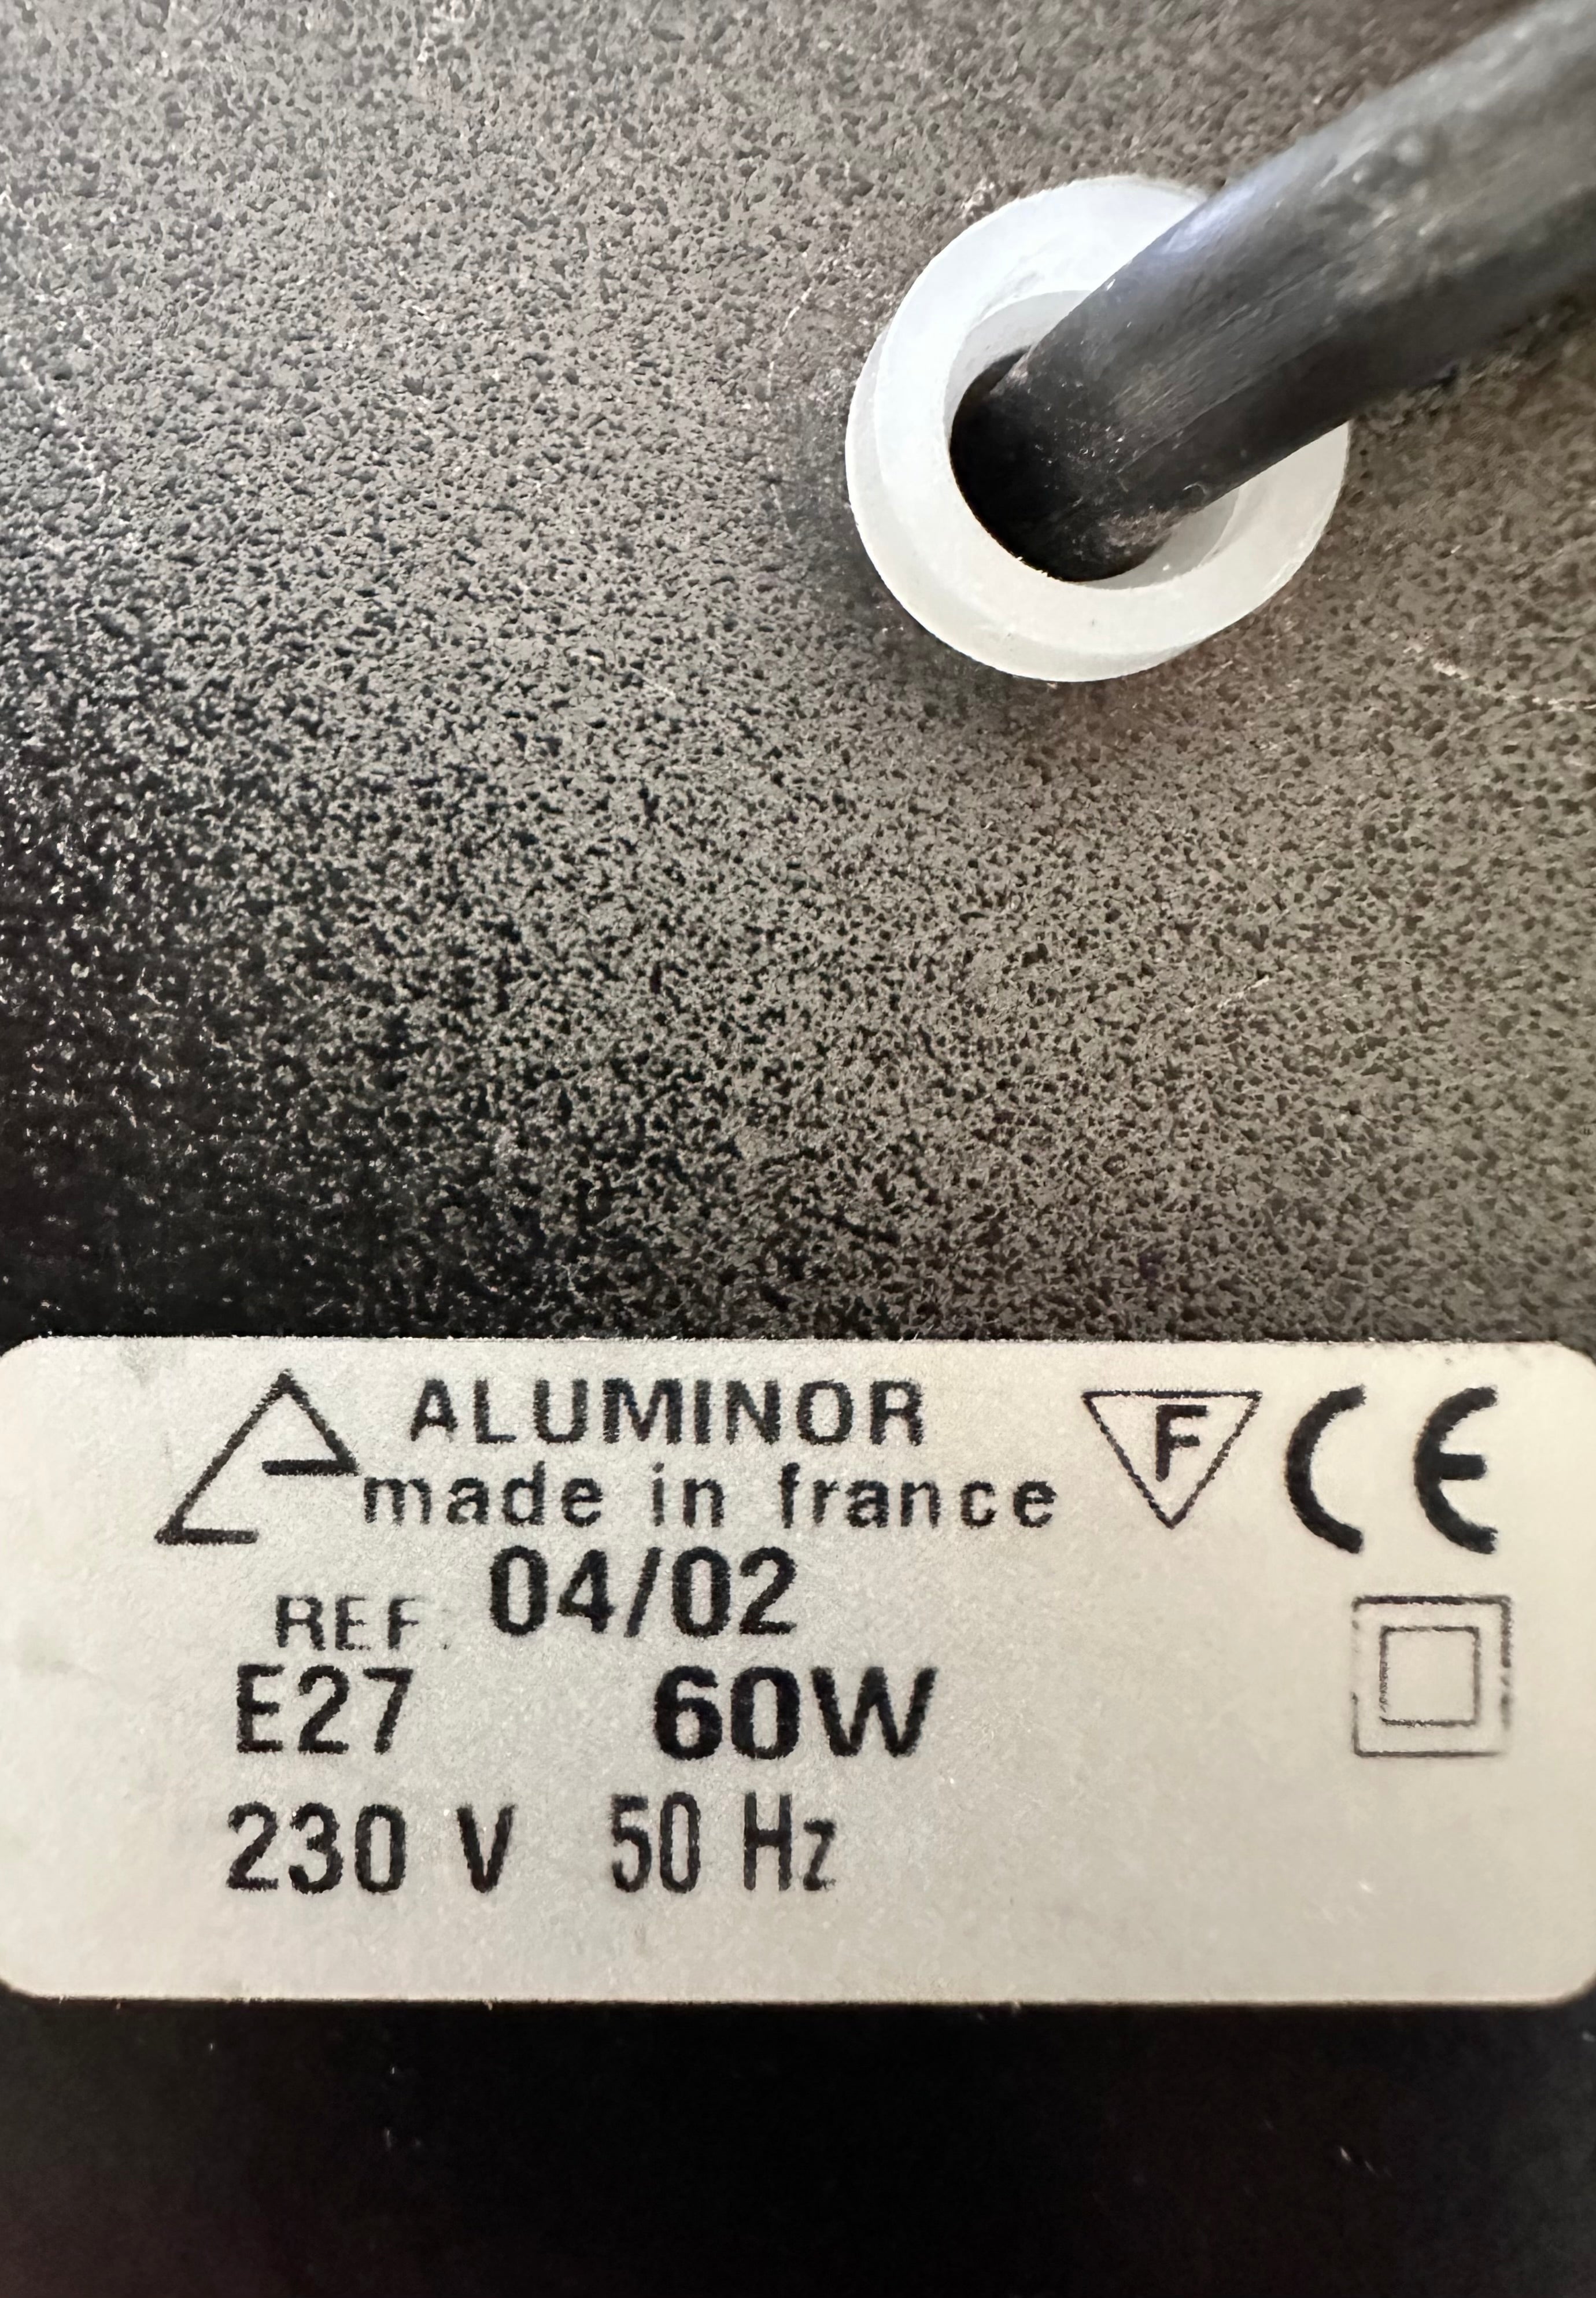 ALUMINOR
made in france
F CE
REF. 04/02
E27 60W
230 V 50 Hz